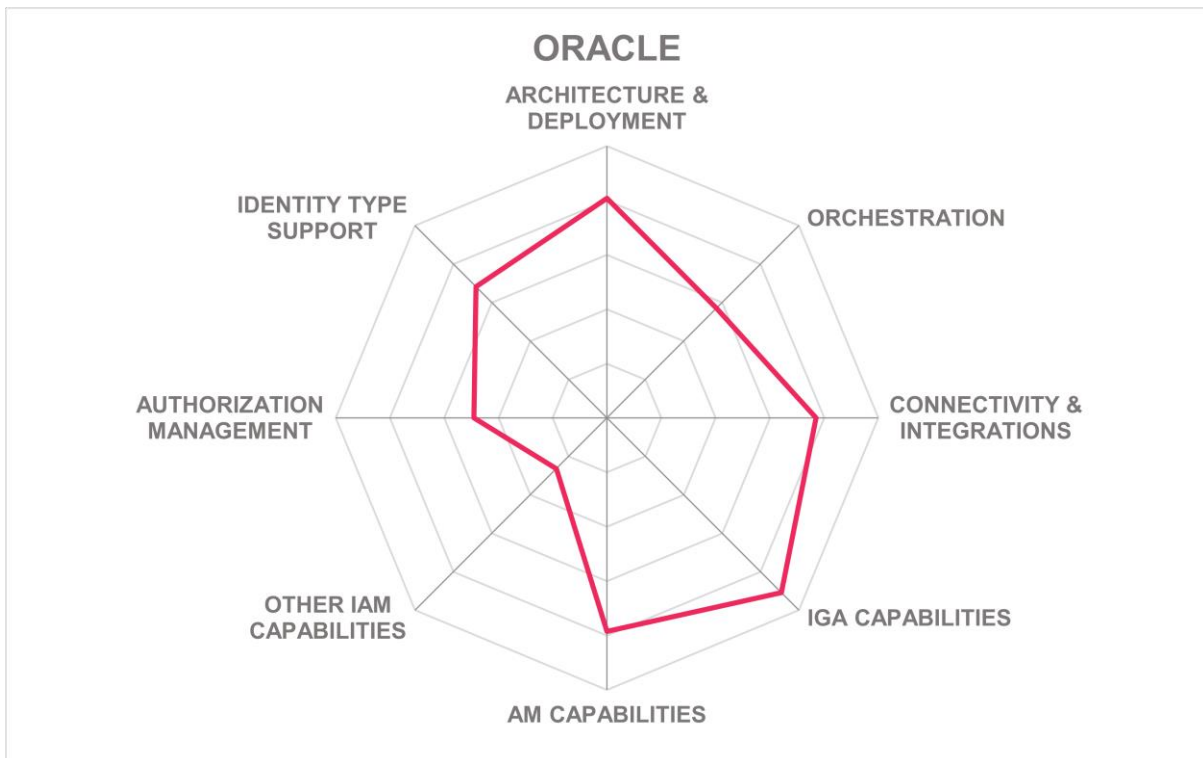 ORACLE
ARCHITECTURE &
DEPLOYMENT
IDENTITY TYPE
SUPPORT
ORCHESTRATION
AUTHORIZATION
MANAGEMENT
CONNECTIVITY &
INTEGRATIONS
OTHER IAM
CAPABILITIES
IGA CAPABILITIES
AM CAPABILITIES